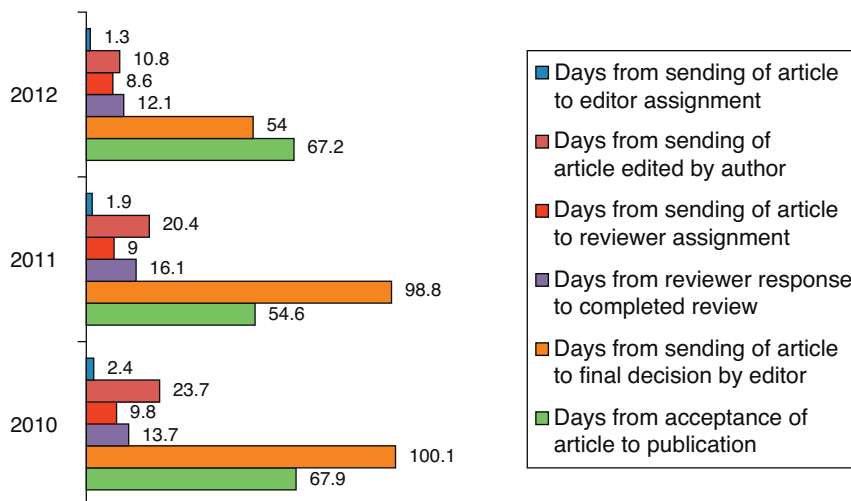 1.3
10.8
8.6
2012
12.1
54
67.2
1.9
20.4
9
2011
16.1
98.8
54.6
2.4
23.7
9.8
2010
13.7
100.1
67.9
Days from sending of article
to editor assignment
Days from sending of
article edited by author
Days from sending of article
to reviewer assignment
Days from reviewer response
to completed review
Days from sending of article
to final decision by editor
Days from acceptance of
article to publication